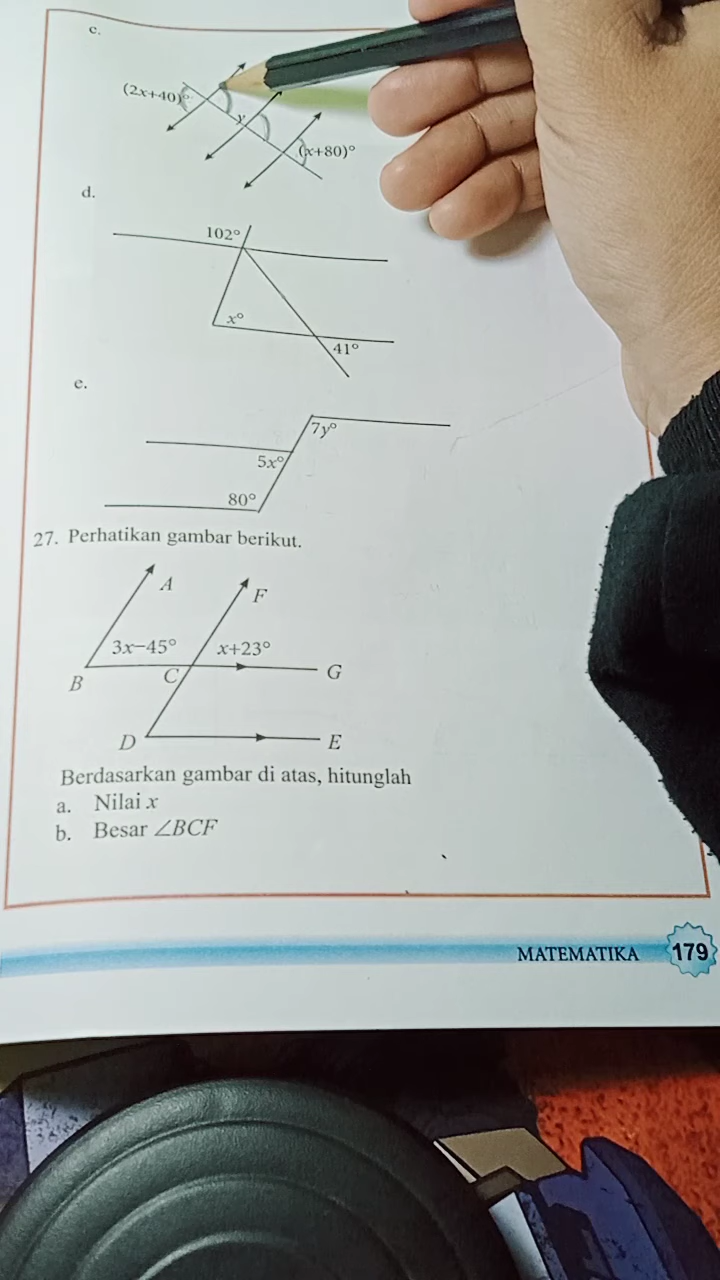 c.
(2x+40)°
y
(x+80)°
d.
102°
x°
41°
e.
7y°
5x°
80°
27. Perhatikan gambar berikut.
A
F
3x−45° x+23°
B C G
D E
Berdasarkan gambar di atas, hitunglah
a. Nilai x
b. Besar ∠BCF
MATEMATIKA 179